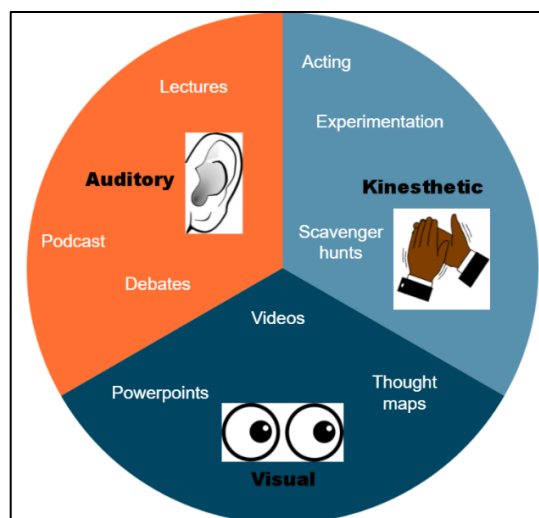 Lectures
Auditory
Podcast
Debates
Acting
Experimentation
Kinesthetic
Scavenger
hunts
Videos
Powerpoints
Thought
maps
Visual